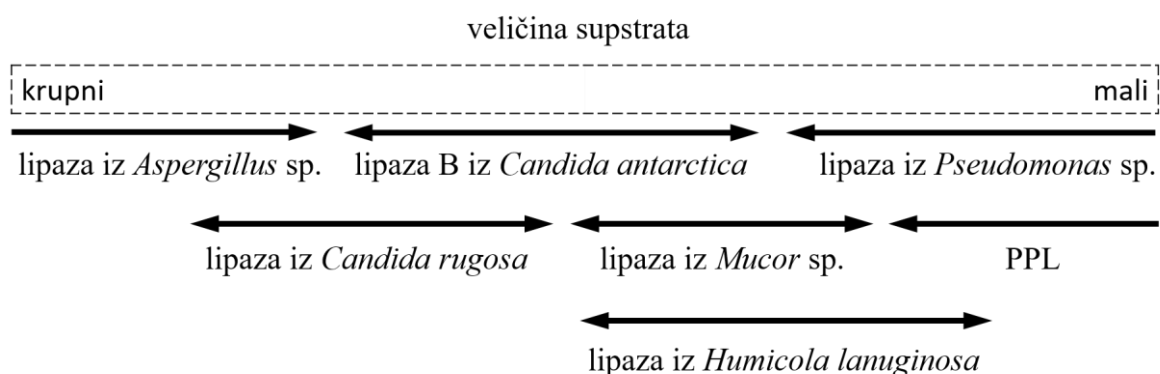 veličina supstrata
krupni mali
lipaza iz Aspergillus sp. lipaza B iz Candida antarctica lipaza iz Pseudomonas sp.
lipaza iz Candida rugosa lipaza iz Mucor sp. PPL
lipaza iz Humicola lanuginosa